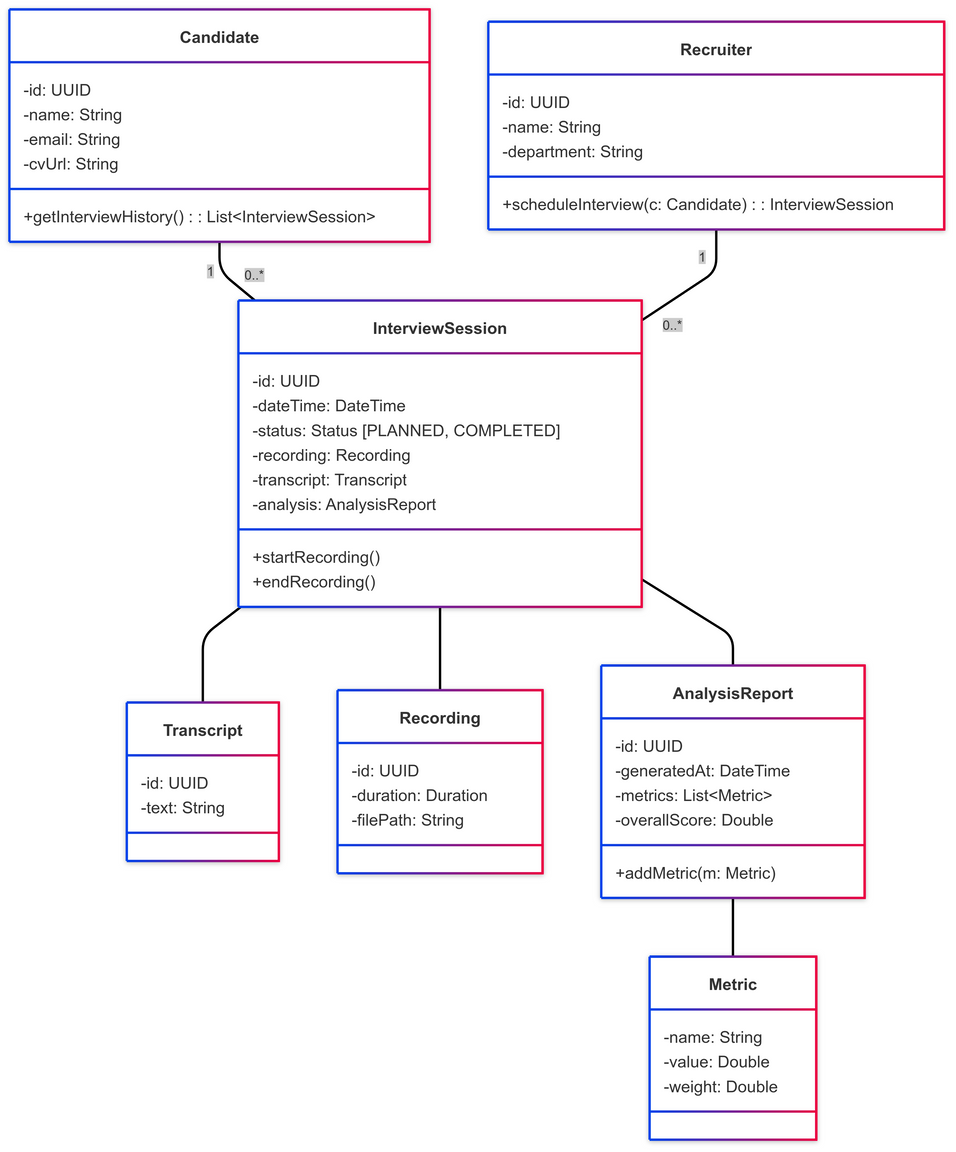 Candidate
-id: UUID
-name: String
-email: String
-cvUrl: String
+getInterviewHistory() : : List<InterviewSession>
Recruiter
-id: UUID
-name: String
-department: String
+scheduleInterview(c: Candidate) : : InterviewSession
1
0..*
1
0..*
InterviewSession
-id: UUID
-dateTime: DateTime
-status: Status [PLANNED, COMPLETED]
-recording: Recording
-transcript: Transcript
-analysis: AnalysisReport
+startRecording()
+endRecording()
Transcript
-id: UUID
-text: String
Recording
-id: UUID
-duration: Duration
-filePath: String
AnalysisReport
-id: UUID
-generatedAt: DateTime
-metrics: List<Metric>
-overallScore: Double
+addMetric(m: Metric)
Metric
-name: String
-value: Double
-weight: Double